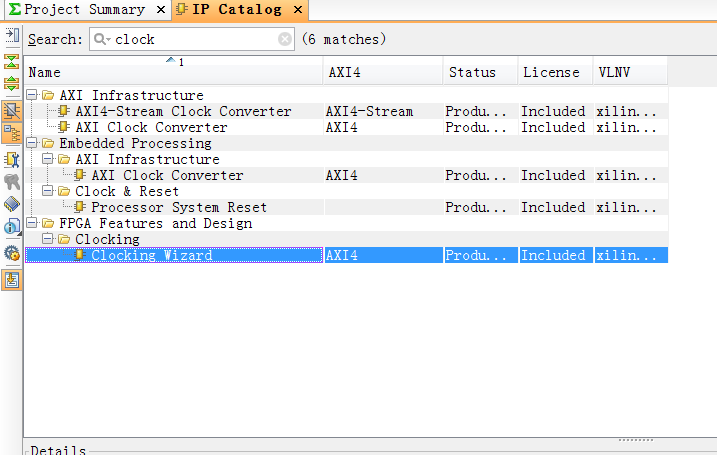 Project Summary × IP Catalog ×
Search: clock (6 matches)
Name 1 AXI4 Status License VLNV
AXI Infrastructure
AXI4-Stream Clock Converter AXI4-Stream Produ... Included xilin...
AXI Clock Converter AXI4 Produ... Included xilin...
Embedded Processing
AXI Infrastructure
AXI Clock Converter AXI4 Produ... Included xilin...
Clock & Reset
Processor System Reset Produ... Included xilin...
FPGA Features and Design
Clocking
Clocking Wizard AXI4 Produ... Included xilin...
Details